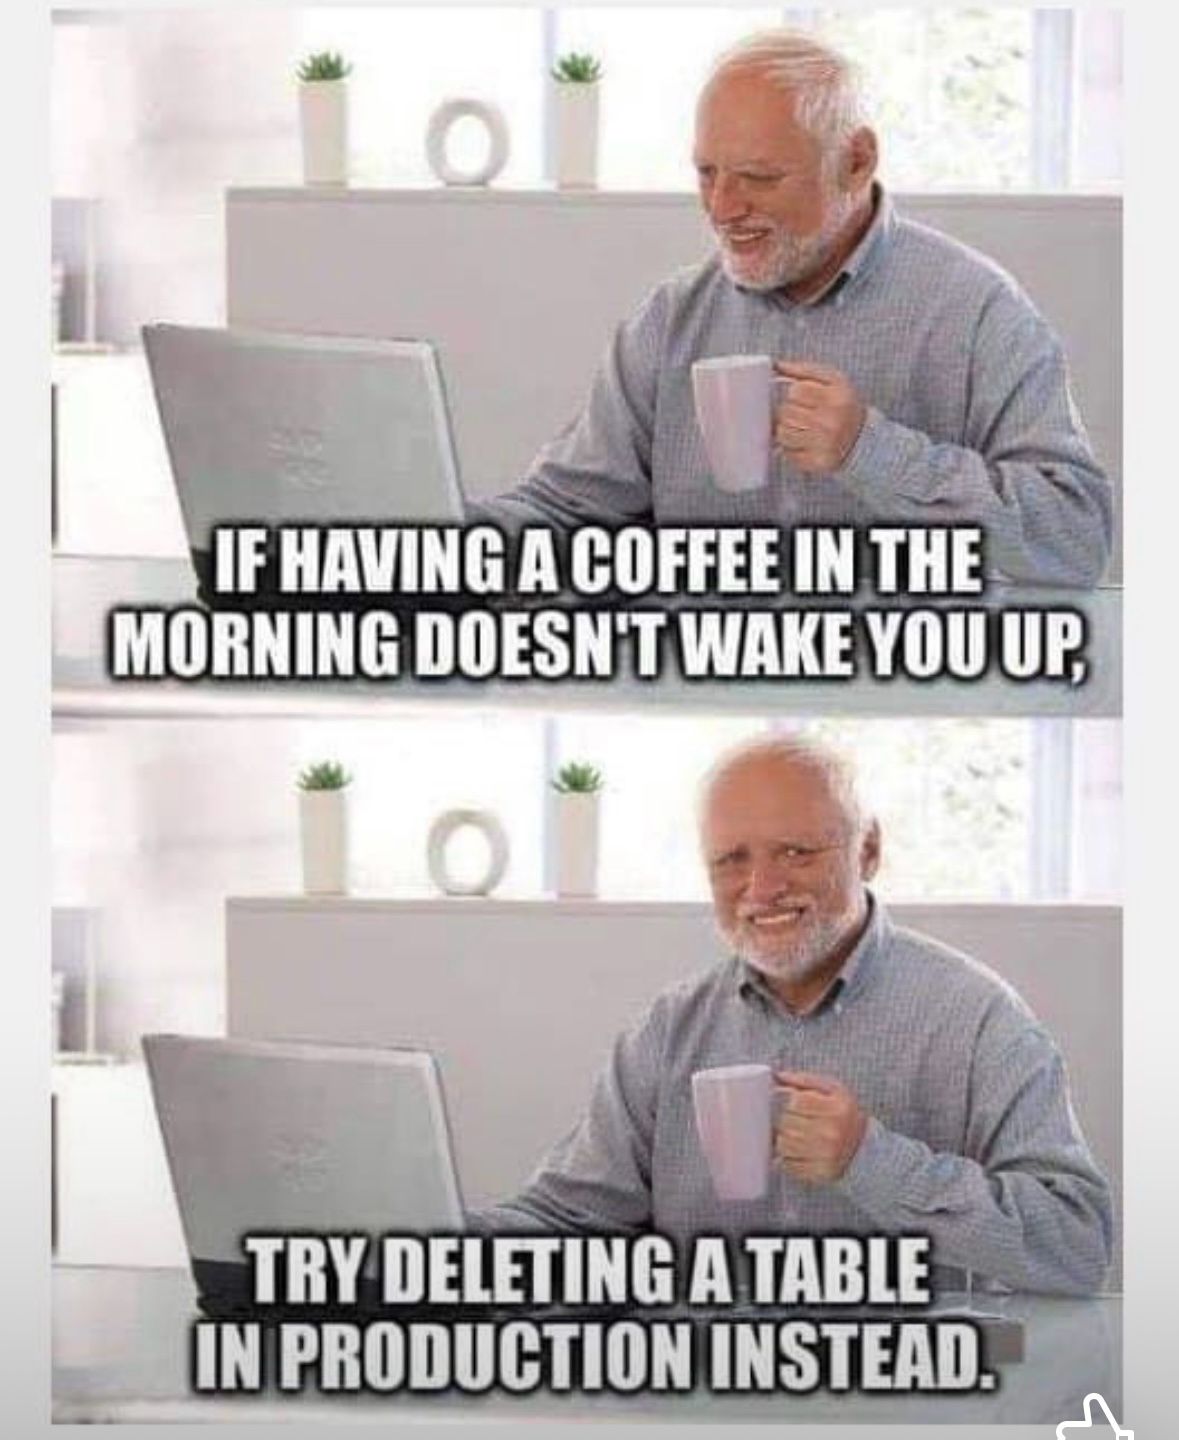 IF HAVING A COFFEE IN THE
MORNING DOESN'T WAKE YOU UP,
TRY DELETING A TABLE
IN PRODUCTION INSTEAD.